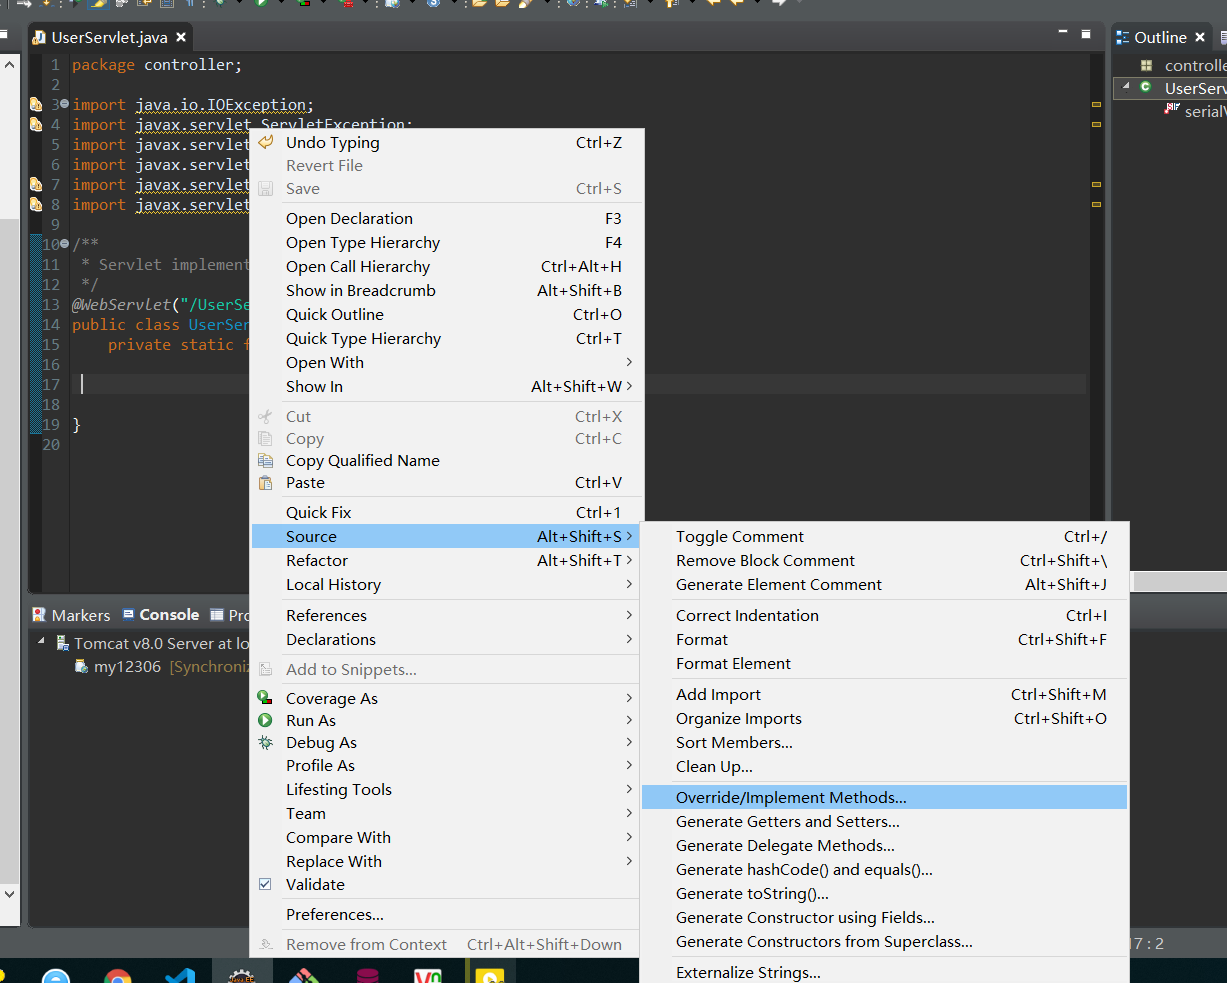 UserServlet.java
1 package controller;
2
3 import java.io.IOException;
4 import javax.servlet.ServletException;
5 import javax.servlet
6 import javax.servlet
7 import javax.servlet
8 import javax.servlet
9
10 /**
11 * Servlet implement
12 */
13 @WebServlet("/UserSe
14 public class UserSer
15 private static f
16
17
18
19 }
20
Undo Typing Ctrl+Z
Revert File
Save Ctrl+S
Open Declaration F3
Open Type Hierarchy F4
Open Call Hierarchy Ctrl+Alt+H
Show in Breadcrumb Alt+Shift+B
Quick Outline Ctrl+O
Quick Type Hierarchy Ctrl+T
Open With
Show In Alt+Shift+W
Cut Ctrl+X
Copy Ctrl+C
Copy Qualified Name
Paste Ctrl+V
Quick Fix Ctrl+1
Source Alt+Shift+S
Refactor Alt+Shift+T
Local History
References
Declarations
Add to Snippets...
Coverage As
Run As
Debug As
Profile As
Lifesting Tools
Team
Compare With
Replace With
Validate
Preferences...
Remove from Context Ctrl+Alt+Shift+Down
Toggle Comment Ctrl+/
Remove Block Comment Ctrl+Shift+\
Generate Element Comment Alt+Shift+J
Correct Indentation Ctrl+I
Format Ctrl+Shift+F
Format Element
Add Import Ctrl+Shift+M
Organize Imports Ctrl+Shift+O
Sort Members...
Clean Up...
Override/Implement Methods...
Generate Getters and Setters...
Generate Delegate Methods...
Generate hashCode() and equals()...
Generate toString()...
Generate Constructor using Fields...
Generate Constructors from Superclass...
Externalize Strings...
Outline
controlle
UserServ
serialV
Markers Console Pro
Tomcat v8.0 Server at lo
my12306 [Synchroniz
17 : 2